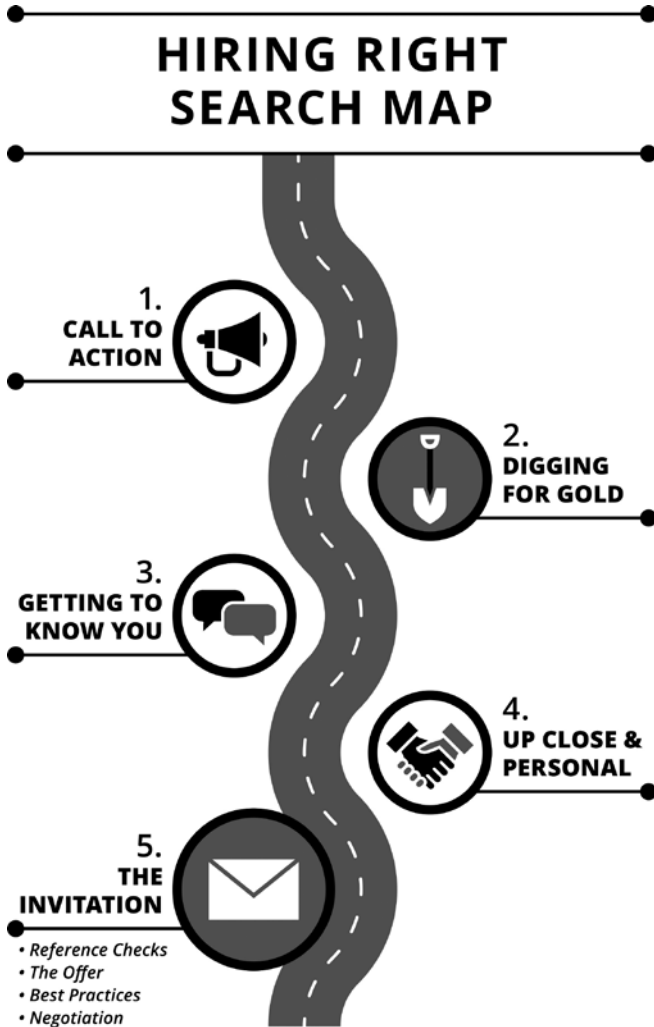 HIRING RIGHT
SEARCH MAP
1.
CALL TO
ACTION
2.
DIGGING
FOR GOLD
3.
GETTING TO
KNOW YOU
4.
UP CLOSE &
PERSONAL
5.
THE
INVITATION
• Reference Checks
• The Offer
• Best Practices
• Negotiation